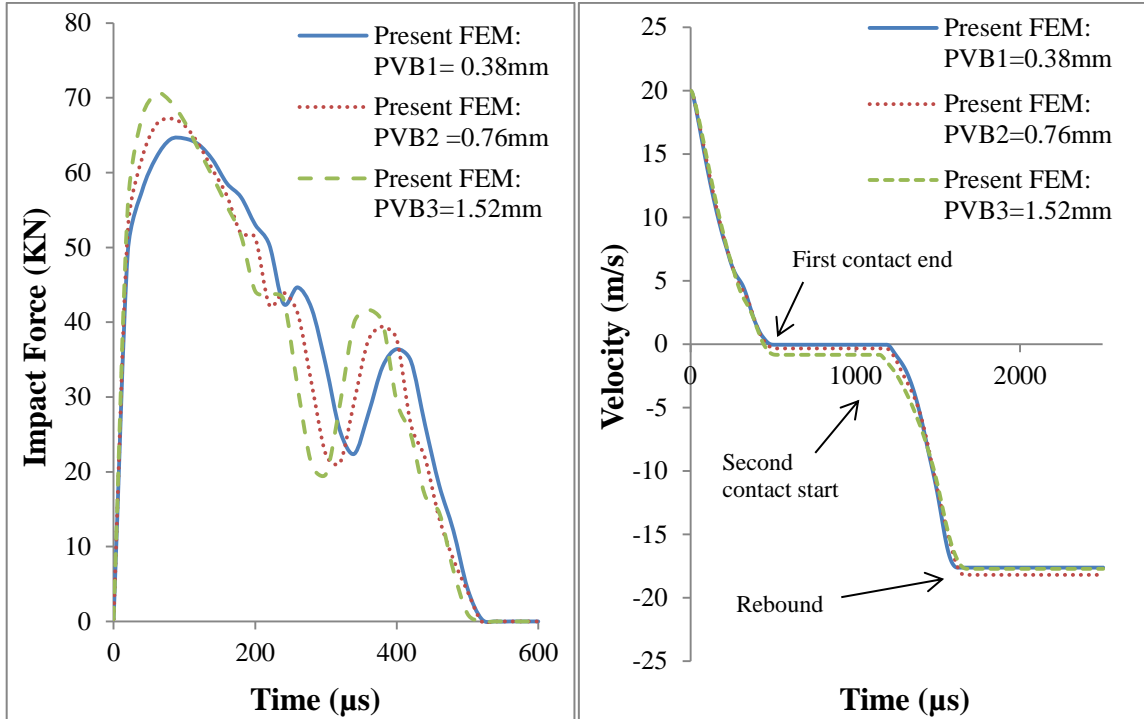 80
70
60
50
40
30
20
10
0
Impact Force (KN)
0
200
400
600
Time (µs)
Present FEM:
PVB1= 0.38mm
Present FEM:
PVB2 =0.76mm
Present FEM:
PVB3=1.52mm
25
20
15
10
5
0
-5
-10
-15
-20
-25
Velocity (m/s)
0
1000
2000
Time (µs)
Present FEM:
PVB1=0.38mm
Present FEM:
PVB2=0.76mm
Present FEM:
PVB3=1.52mm
First contact end
Second
contact start
Rebound